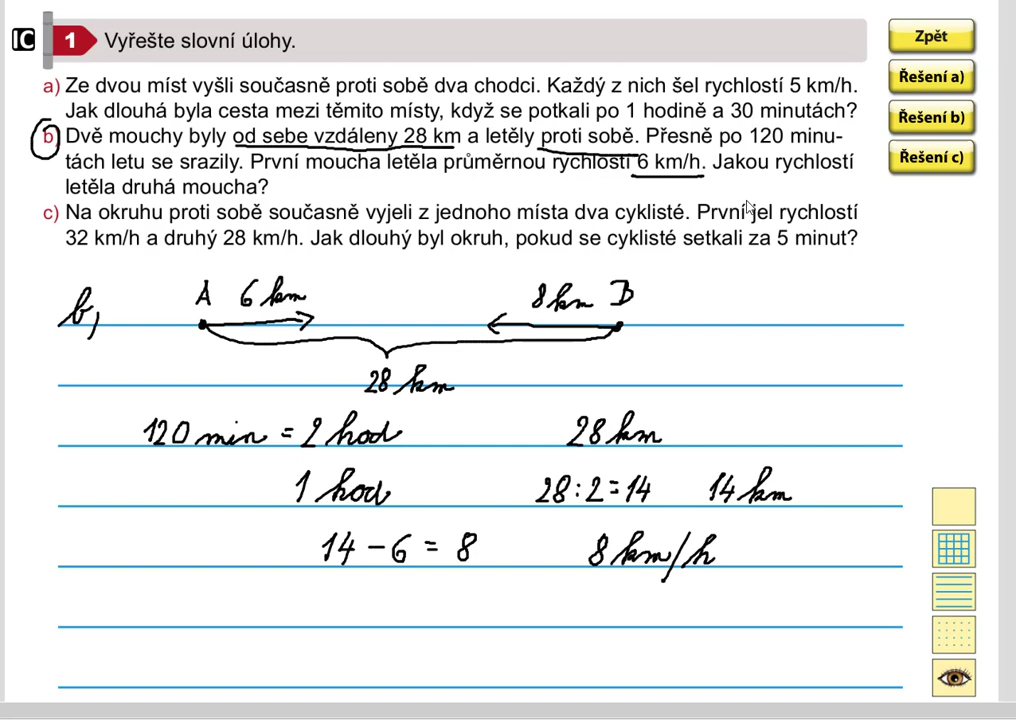 IC 1 Vyřešte slovní úlohy.
Zpět
Řešení a)
Řešení b)
Řešení c)
a) Ze dvou míst vyšli současně proti sobě dva chodci. Každý z nich šel rychlostí 5 km/h.
Jak dlouhá byla cesta mezi těmito místy, když se potkali po 1 hodině a 30 minutách?
b) Dvě mouchy byly od sebe vzdáleny 28 km a letěly proti sobě. Přesně po 120 minu-
tách letu se srazily. První moucha letěla průměrnou rychlostí 6 km/h. Jakou rychlostí
letěla druhá moucha?
c) Na okruhu proti sobě současně vyjeli z jednoho místa dva cyklisté. První jel rychlostí
32 km/h a druhý 28 km/h. Jak dlouhý byl okruh, pokud se cyklisté setkali za 5 minut?
b, A 6 km 8 km B
28 km
120 min = 2 hod 28 km
1 hod 28 : 2 = 14 14 km
14 - 6 = 8 8 km/h